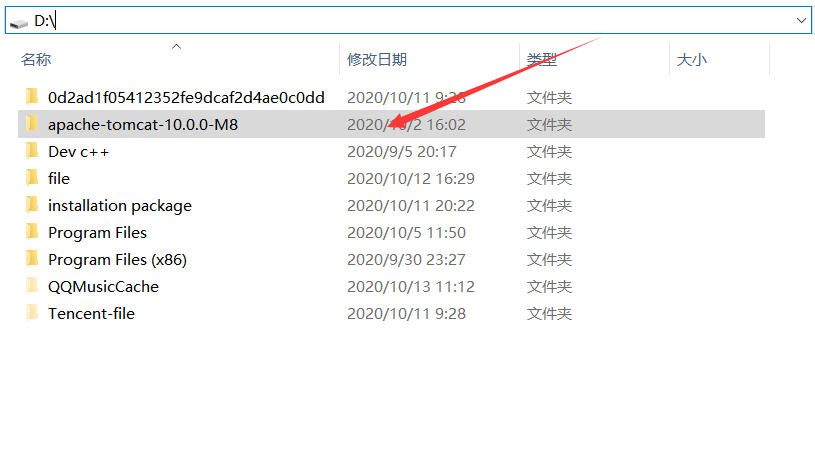 D:\
名称 修改日期 类型 大小
0d2ad1f05412352fe9dcaf2d4ae0c0dd 2020/10/11 9:28 文件夹
apache-tomcat-10.0.0-M8 2020/10/2 16:02 文件夹
Dev c++ 2020/9/5 20:17 文件夹
file 2020/10/12 16:29 文件夹
installation package 2020/10/11 20:22 文件夹
Program Files 2020/10/5 11:50 文件夹
Program Files (x86) 2020/9/30 23:27 文件夹
QQMusicCache 2020/10/13 11:12 文件夹
Tencent-file 2020/10/11 9:28 文件夹